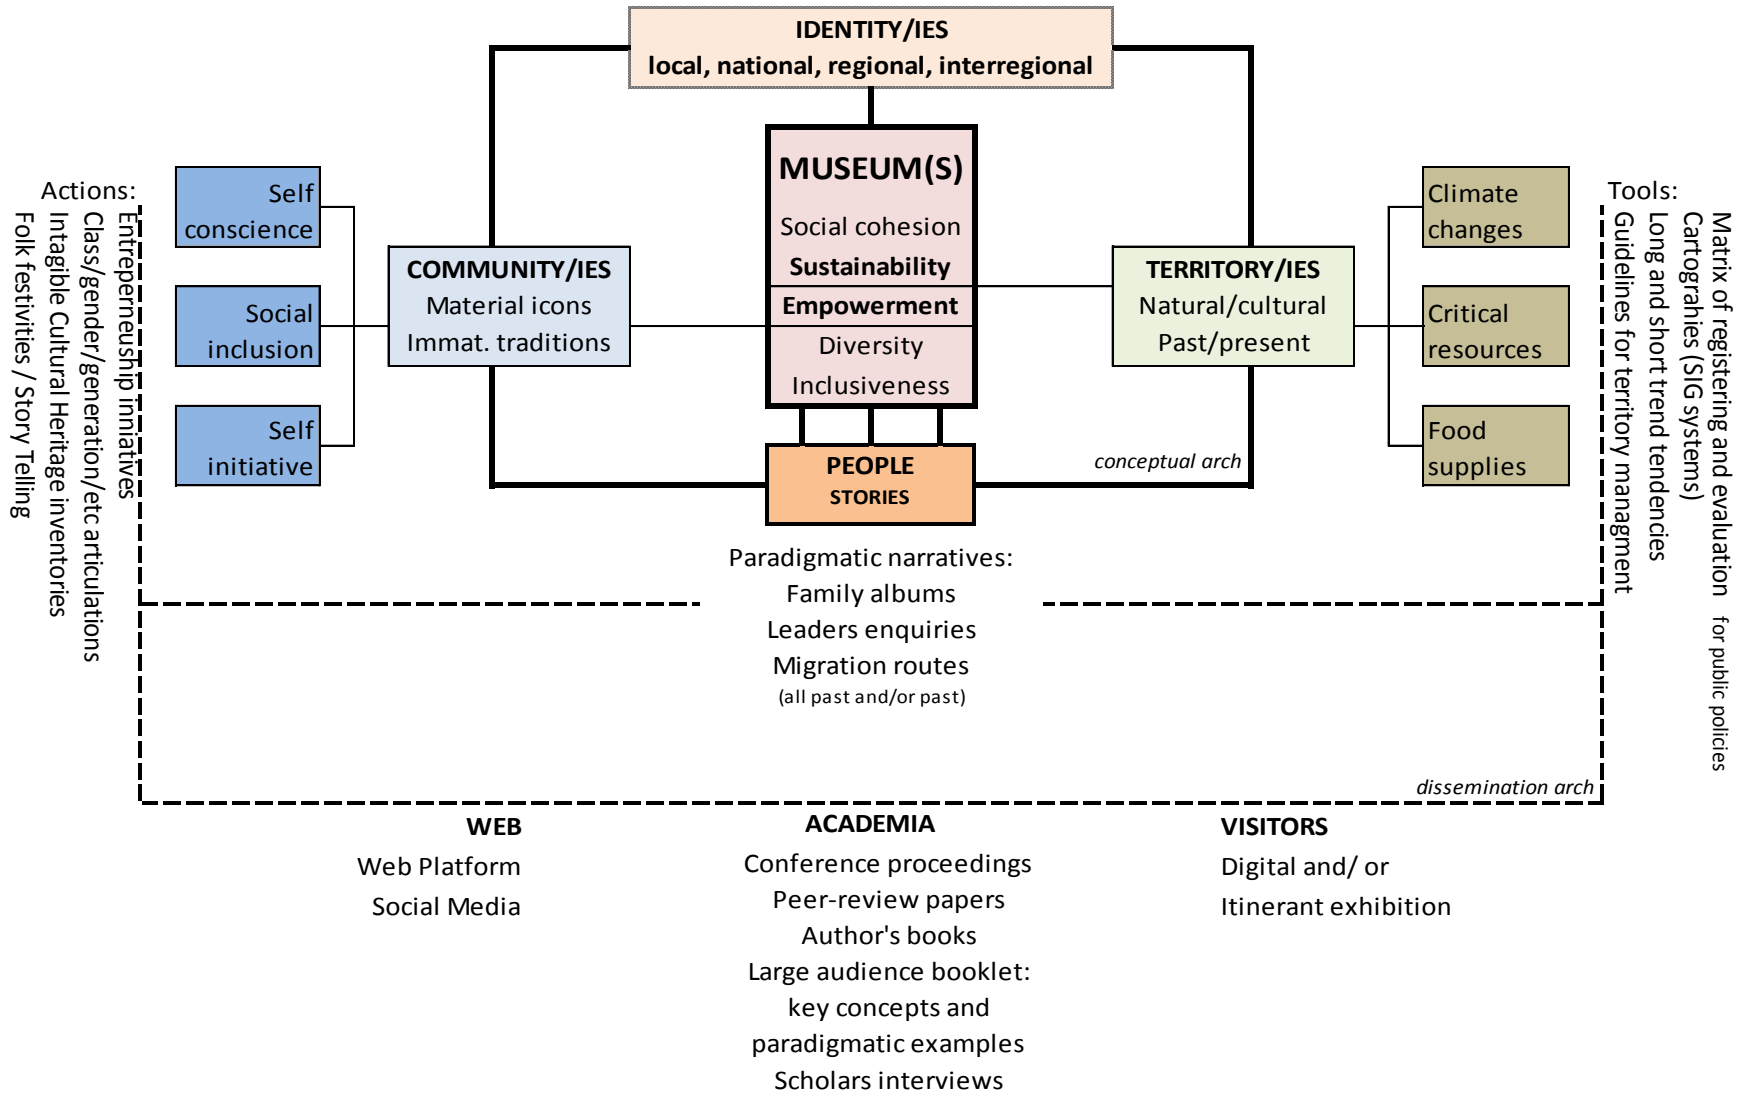 IDENTITY/IES
local, national, regional, interregional
MUSEUM(S)
Social cohesion
Sustainability
Empowerment
Diversity
Inclusiveness
Actions:
Entreperneuship inniatives
Class/gender/generation/etc articulations
Intagible Cultural Heritage inventories
Folk festivities / Story Telling
Self
conscience
Social
inclusion
Self
initiative
COMMUNITY/IES
Material icons
Immat. traditions
TERRITORY/IES
Natural/cultural
Past/present
Climate
changes
Critical
resources
Food
supplies
Tools:
Matrix of registering and evaluation for public policies
Cartograhies (SIG systems)
Long and short trend tendencies
Guidelines for territory managment
PEOPLE
STORIES
conceptual arch
Paradigmatic narratives:
Family albums
Leaders enquiries
Migration routes
(all past and/or past)
dissemination arch
WEB
Web Platform
Social Media
ACADEMIA
Conference proceedings
Peer-review papers
Author's books
Large audience booklet:
key concepts and
paradigmatic examples
Scholars interviews
VISITORS
Digital and/ or
Itinerant exhibition